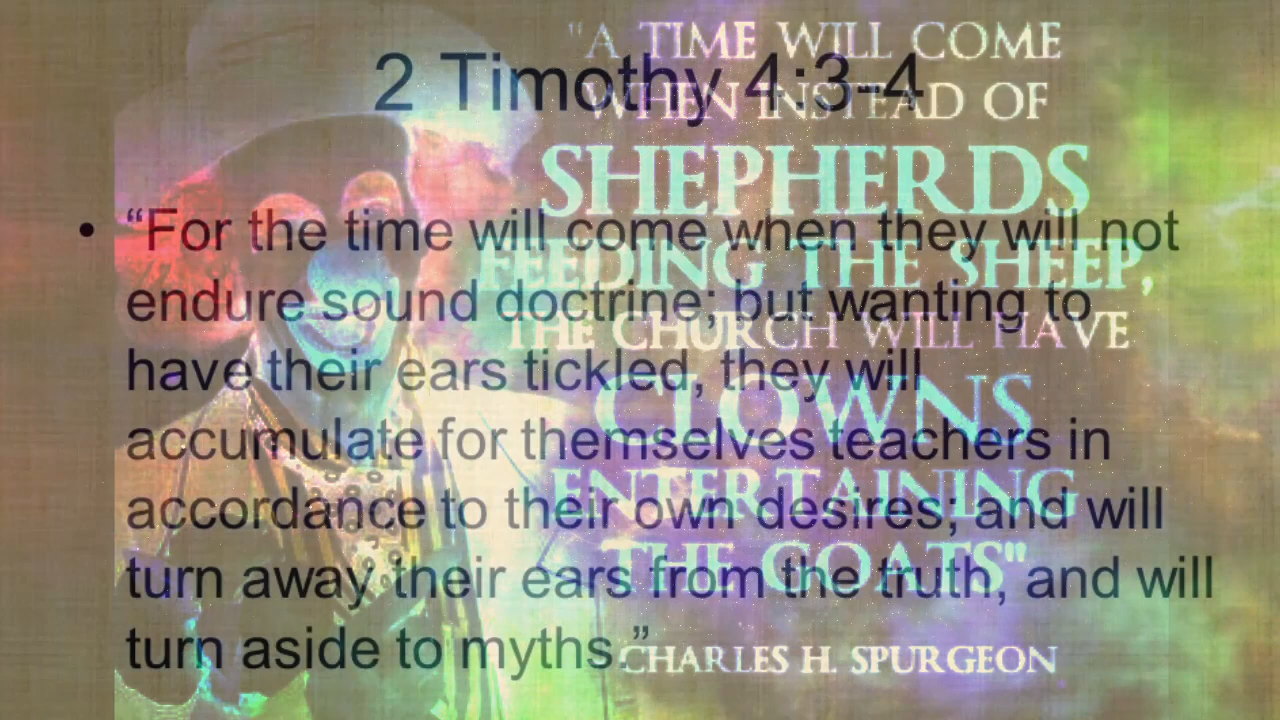 2 Timothy 4:3-4
• “For the time will come when they will not
endure sound doctrine; but wanting to
have their ears tickled, they will
accumulate for themselves teachers in
accordance to their own desires; and will
turn away their ears from the truth, and will
turn aside to myths.”
"A TIME WILL COME
WHEN INSTEAD OF
SHEPHERDS
FEEDING THE SHEEP,
THE CHURCH WILL HAVE
CLOWNS
ENTERTAINING
THE GOATS"
CHARLES H. SPURGEON